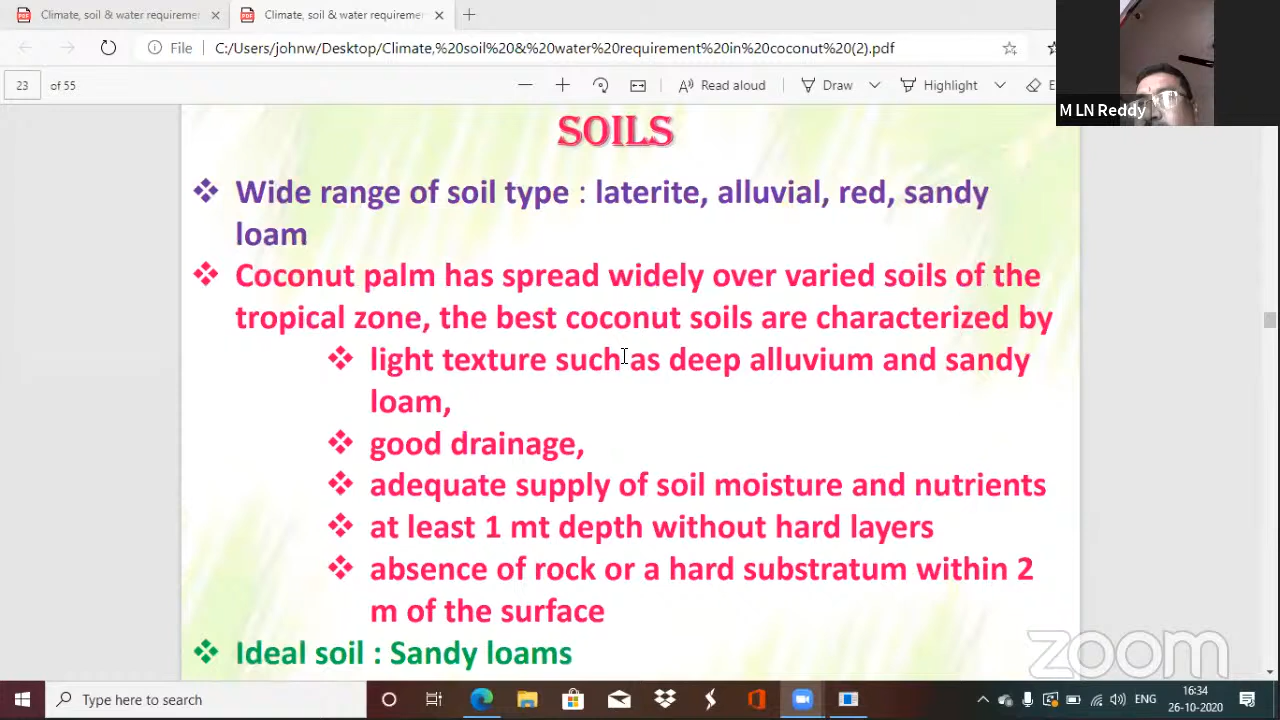 Climate, soil & water requiremen
Climate, soil & water requiremen
File
C:/Users/johnw/Desktop/Climate,%20soil%20&%20water%20requirement%20in%20coconut%20(2).pdf
23 of 55
Read aloud
Draw
Highlight
M LN Reddy
SOILS
Wide range of soil type : laterite, alluvial, red, sandy
loam
Coconut palm has spread widely over varied soils of the
tropical zone, the best coconut soils are characterized by
light texture such as deep alluvium and sandy
loam,
good drainage,
adequate supply of soil moisture and nutrients
at least 1 mt depth without hard layers
absence of rock or a hard substratum within 2
m of the surface
Ideal soil : Sandy loams
zoom
Type here to search
ENG
16:34
26-10-2020